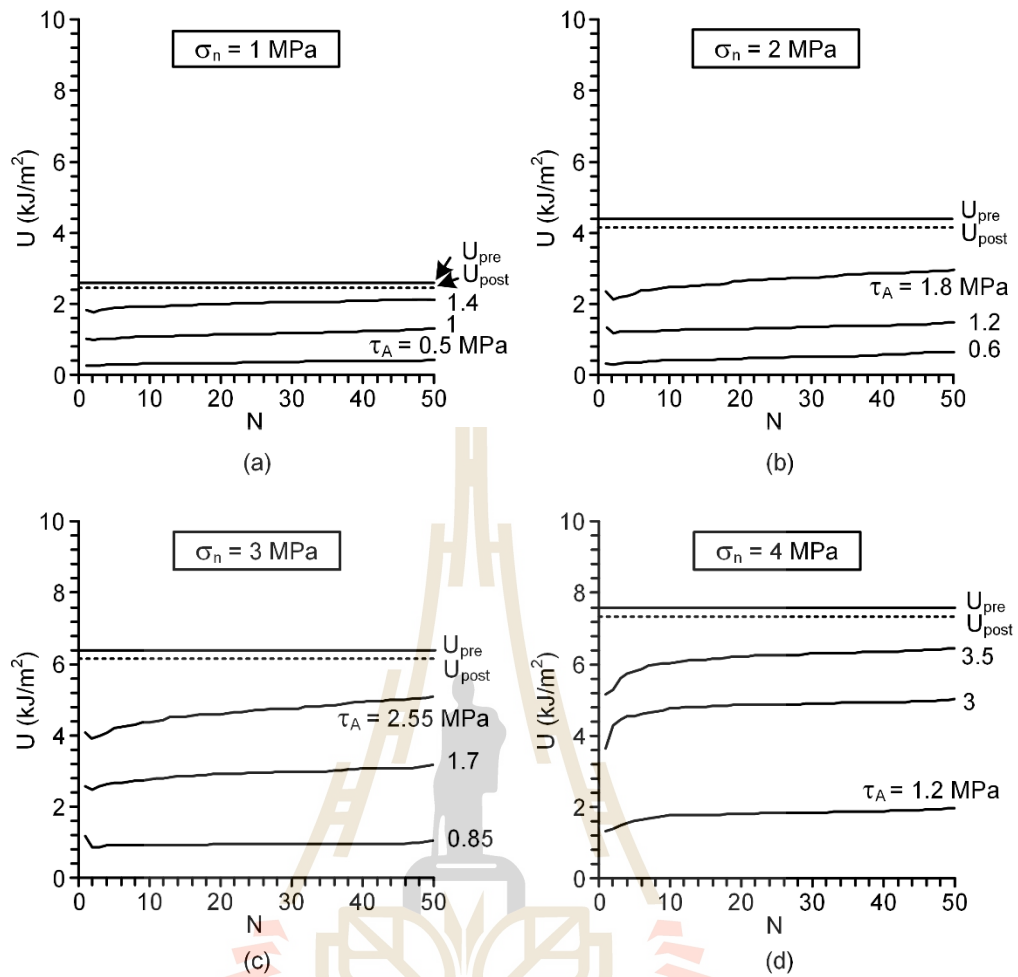 σn = 1 MPa
10
8
6
4
2
0
U (kJ/m²)
Upre
Upost
1.4
1
τA = 0.5 MPa
0 10 20 30 40 50
N
(a)
σn = 2 MPa
10
8
6
4
2
0
U (kJ/m²)
Upre
Upost
τA = 1.8 MPa
1.2
0.6
0 10 20 30 40 50
N
(b)
σn = 3 MPa
10
8
6
4
2
0
U (kJ/m²)
Upre
Upost
τA = 2.55 MPa
1.7
0.85
0 10 20 30 40 50
N
(c)
σn = 4 MPa
10
8
6
4
2
0
U (kJ/m²)
Upre
Upost
3.5
3
τA = 1.2 MPa
0 10 20 30 40 50
N
(d)